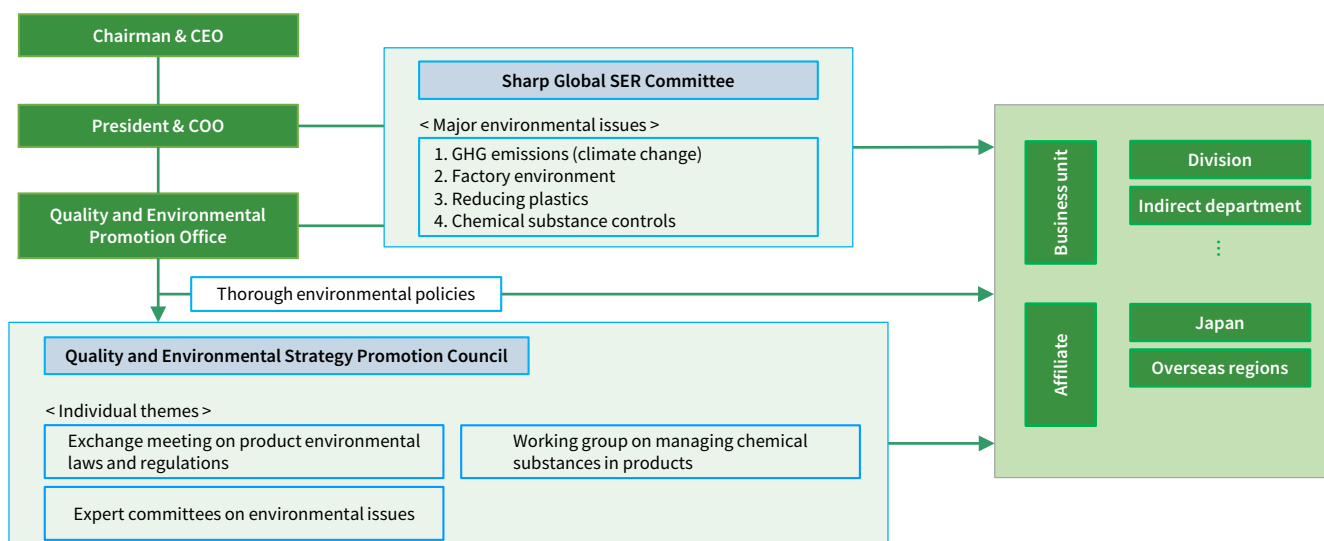 Chairman & CEO
President & COO
Quality and Environmental
Promotion Office
Sharp Global SER Committee
< Major environmental issues >
1. GHG emissions (climate change)
2. Factory environment
3. Reducing plastics
4. Chemical substance controls
Thorough environmental policies
Quality and Environmental Strategy Promotion Council
< Individual themes >
Exchange meeting on product environmental
laws and regulations
Working group on managing chemical
substances in products
Expert committees on environmental issues
Business unit
Division
Indirect department
⋮
Affiliate
Japan
Overseas regions